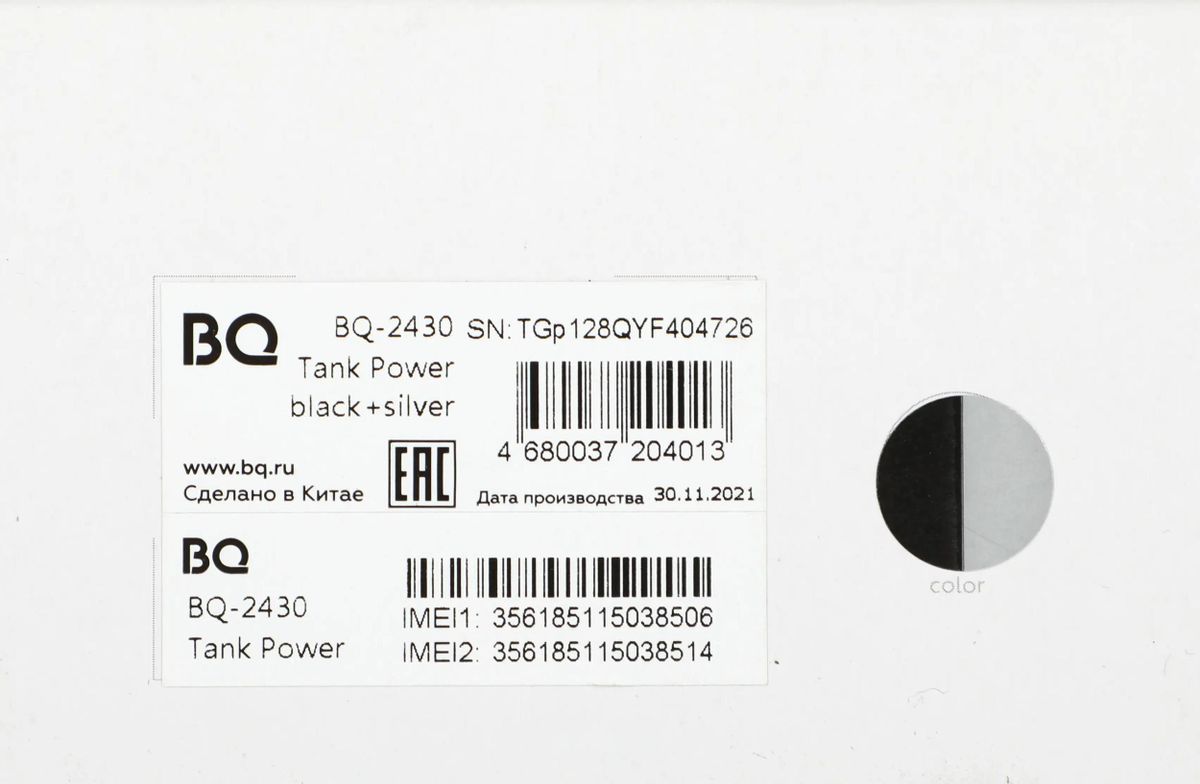 BQ
BQ-2430
Tank Power
black+silver
SN: TGp128QYF404726
4 680037 204013
www.bq.ru
Сделано в Китае
EAC
Дата производства 30.11.2021
BQ
BQ-2430
Tank Power
IMEI1: 356185115038506
IMEI2: 356185115038514
color